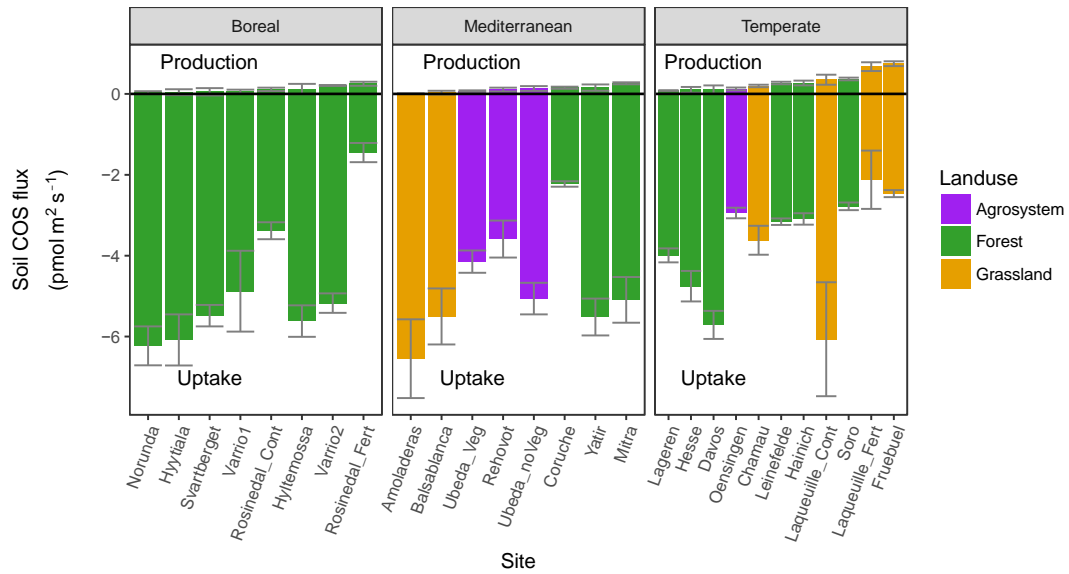 Boreal
Mediterranean
Temperate
Production
Production
Production
0
−2
−4
−6
Uptake
Uptake
Uptake
Soil COS flux
(pmol m² s⁻¹)
Norunda
Hyytiala
Svartberget
Varrio1
Rosinedal_Cont
Hyltemossa
Varrio2
Rosinedal_Fert
Amoladeras
Balsablanca
Ubeda_Veg
Rehovot
Ubeda_noVeg
Coruche
Yatir
Mitra
Lageren
Hesse
Davos
Oensingen
Chamau
Leinefelde
Hainich
Laqueuille_Cont
Soro
Laqueuille_Fert
Fruebuel
Site
Landuse
Agrosystem
Forest
Grassland